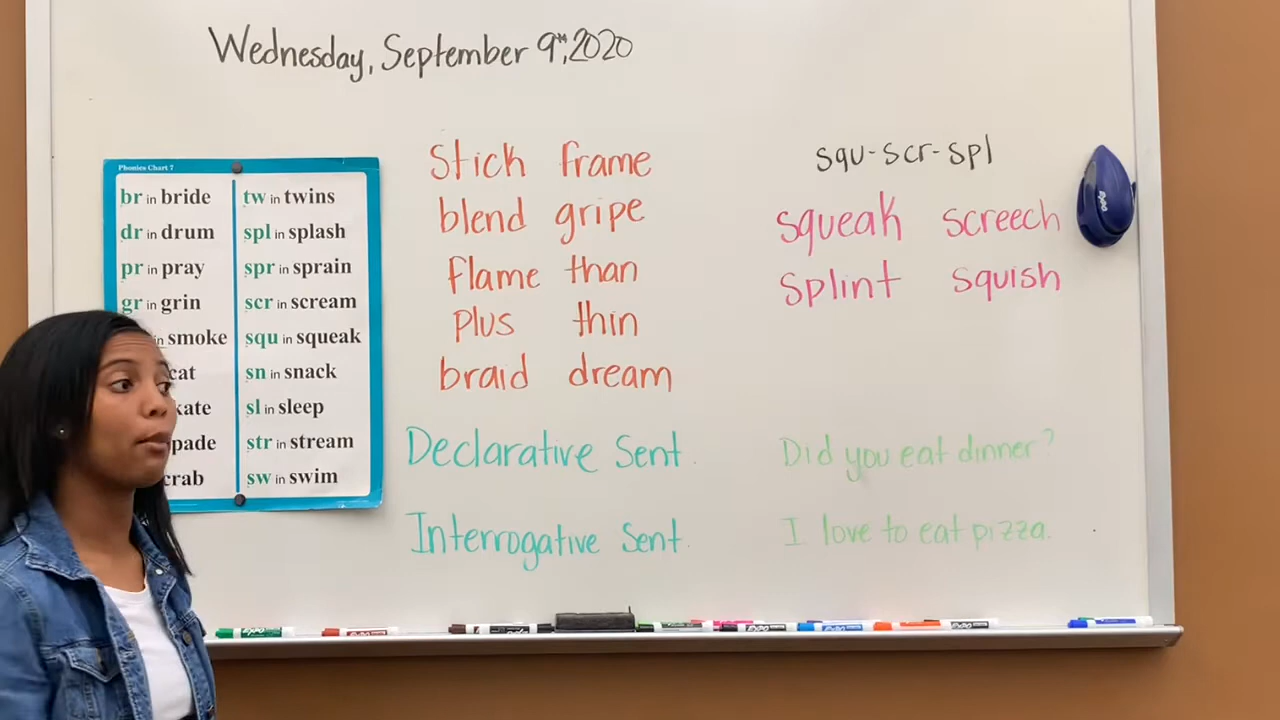 Wednesday, September 9th, 2020
Phonics Chart 7
br in bride
dr in drum
pr in pray
gr in grin
in smoke
cat
kate
pade
crab
tw in twins
spl in splash
spr in sprain
scr in scream
squ in squeak
sn in snack
sl in sleep
str in stream
sw in swim
Stick frame
blend gripe
flame than
plus thin
braid dream
squ-scr-spl
squeak screech
splint squish
Declarative Sent.
Did you eat dinner?
Interrogative Sent.
I love to eat pizza.
expo